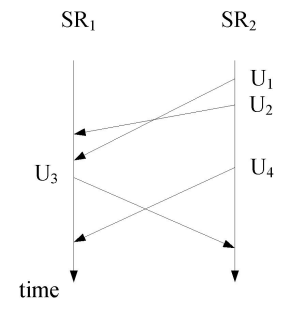 SR₁ SR₂
U₁
U₂
U₃ U₄
time